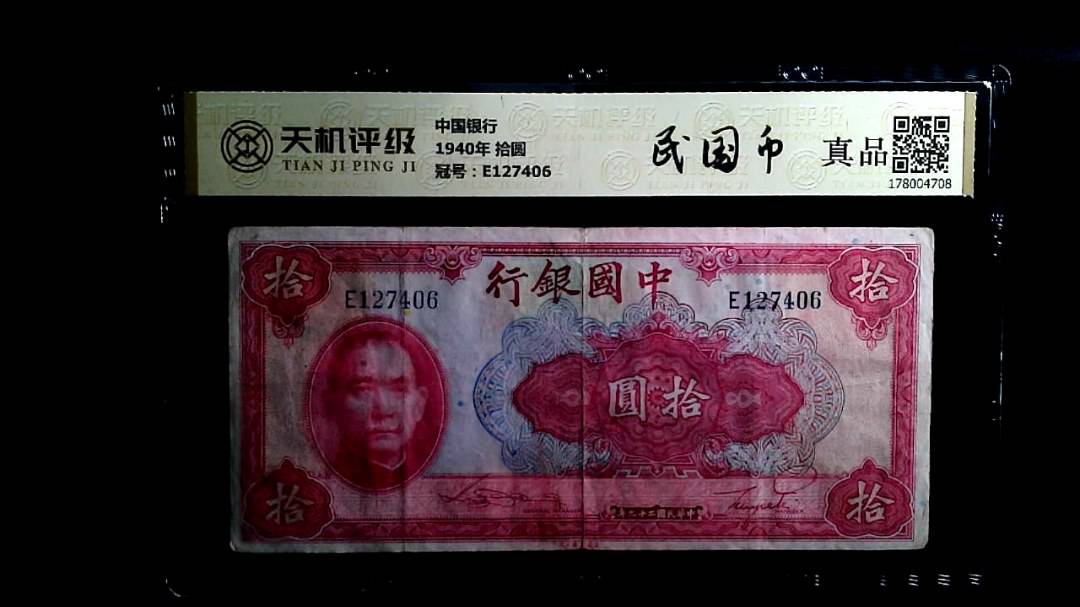 天机评级
TIAN JI PING JI
中国银行
1940年 拾圆
冠号：E127406
民国币
真品
178004708
行銀國中
拾
拾
E127406
E127406
圓拾
拾
拾